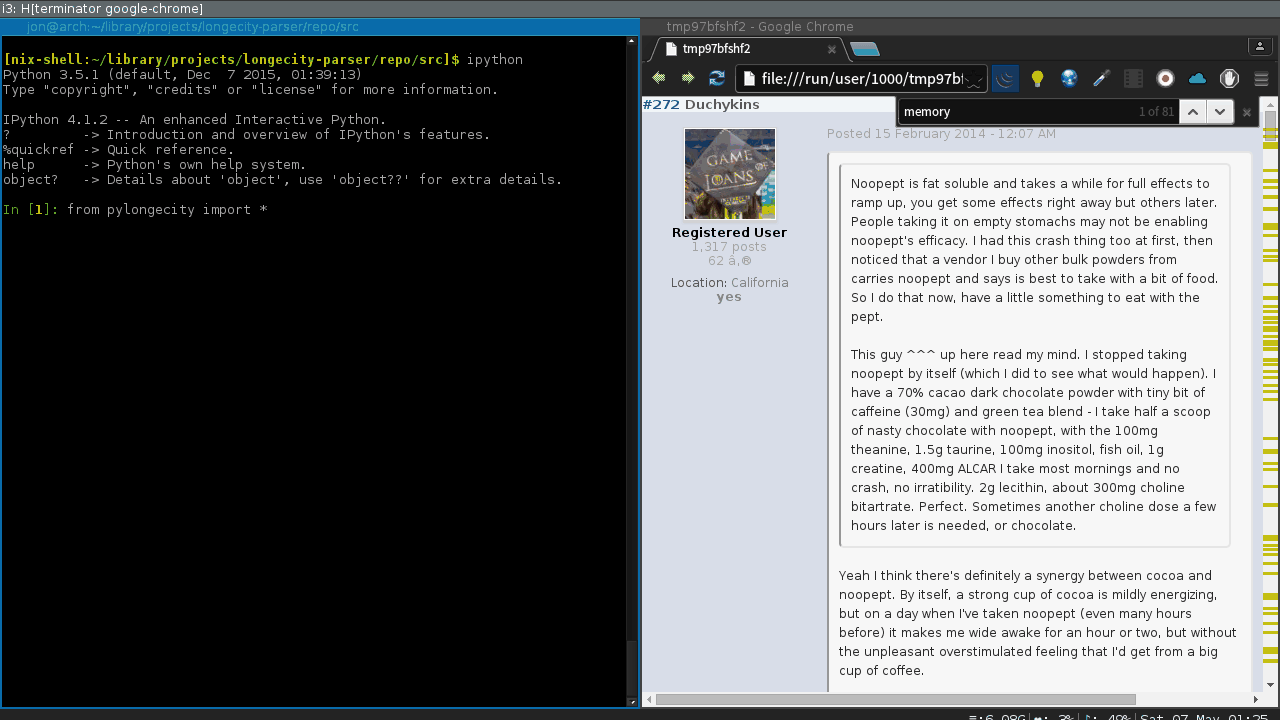 i3: H[terminator google-chrome]
jon@arch:~/library/projects/longecity-parser/repo/src
[nix-shell:~/library/projects/longecity-parser/repo/src]$ ipython
Python 3.5.1 (default, Dec  7 2015, 01:39:13)
Type "copyright", "credits" or "license" for more information.
IPython 4.1.2 -- An enhanced Interactive Python.
?         -> Introduction and overview of IPython's features.
%quickref -> Quick reference.
help      -> Python's own help system.
object?   -> Details about 'object', use 'object??' for extra details.
In [1]: from pylongecity import *
tmp97bfshf2 - Google Chrome
tmp97bfshf2
file:///run/user/1000/tmp97b
memory 1 of 81
#272 Duchykins
Posted 15 February 2014 - 12:07 AM
GAME
OF
LOANS
Registered User
1,317 posts
62 â‚®
Location: California
yes
Noopept is fat soluble and takes a while for full effects to
ramp up, you get some effects right away but others later.
People taking it on empty stomachs may not be enabling
noopept's efficacy. I had this crash thing too at first, then
noticed that a vendor I buy other bulk powders from
carries noopept and says is best to take with a bit of food.
So I do that now, have a little something to eat with the
pept.
This guy ^^^ up here read my mind. I stopped taking
noopept by itself (which I did to see what would happen). I
have a 70% cacao dark chocolate powder with tiny bit of
caffeine (30mg) and green tea blend - I take half a scoop
of nasty chocolate with noopept, with the 100mg
theanine, 1.5g taurine, 100mg inositol, fish oil, 1g
creatine, 400mg ALCAR I take most mornings and no
crash, no irratibility. 2g lecithin, about 300mg choline
bitartrate. Perfect. Sometimes another choline dose a few
hours later is needed, or chocolate.
Yeah I think there's definitely a synergy between cocoa and
noopept. By itself, a strong cup of cocoa is mildly energizing,
but on a day when I've taken noopept (even many hours
before) it makes me wide awake for an hour or two, but without
the unpleasant overstimulated feeling that I'd get from a big
cup of coffee.
6.08G 3% 49% Sat, 07 May, 01:25